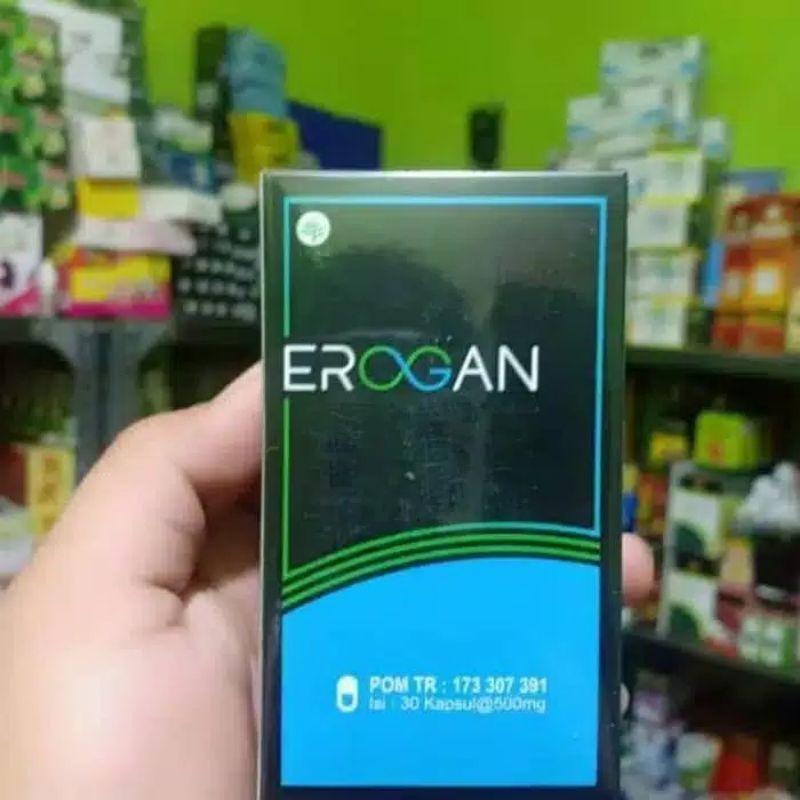 EROGAN
POM TR : 173 307 391
Isi : 30 Kapsul@500mg